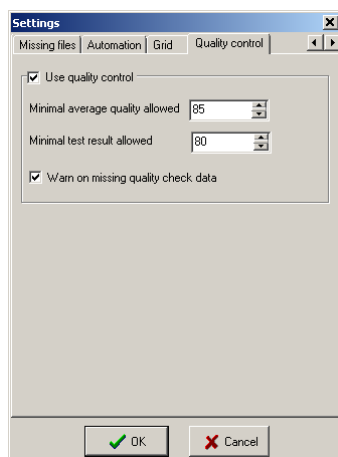 Settings
Missing files Automation Grid Quality control
Use quality control
Minimal average quality allowed 85
Minimal test result allowed 80
Warn on missing quality check data
OK Cancel